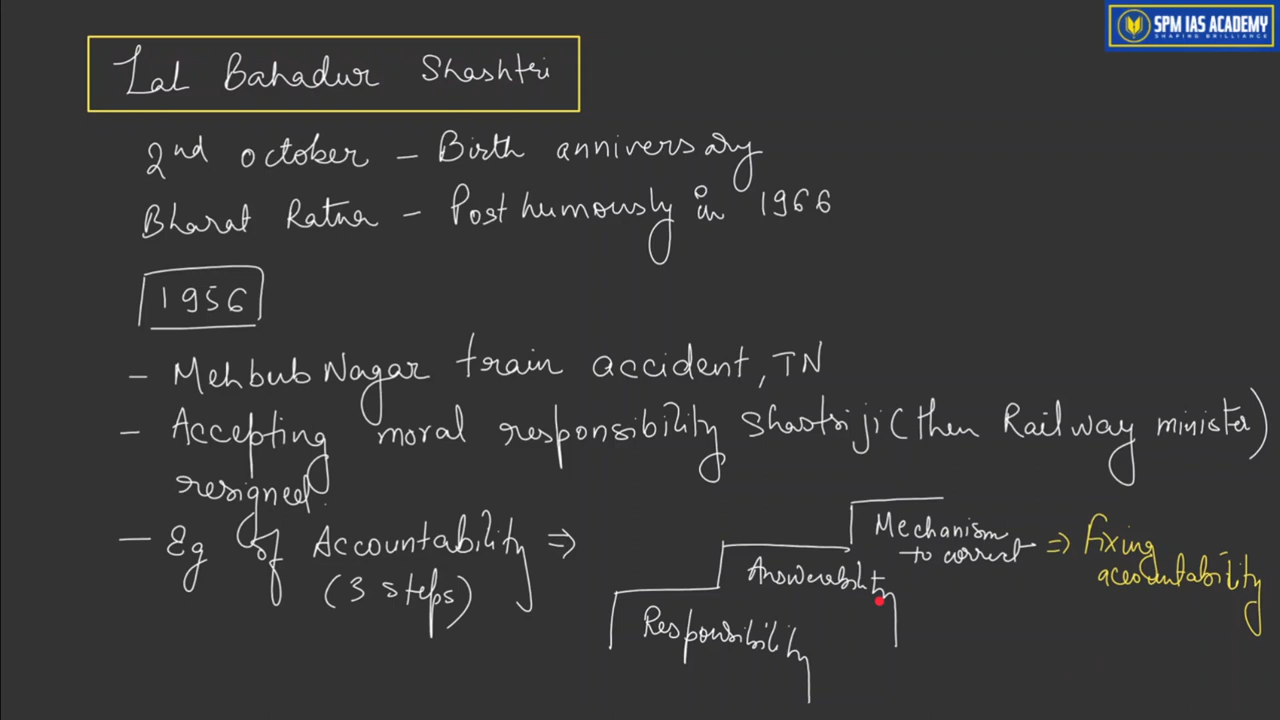 SPM IAS ACADEMY
SHAPING BRILLIANCE
Lal Bahadur Shashtri
2nd october - Birth anniversary
Bharat Ratna - Posthumously in 1966
1956
- MehbubNagar train accident, TN
- Accepting moral responsibility Shastriji (then Railway minister)
resigned.
- Eg of Accountability ⇒
(3 steps)
Mechanism
to correct ⇒ Fixing
accountability
Answerability
Responsibility